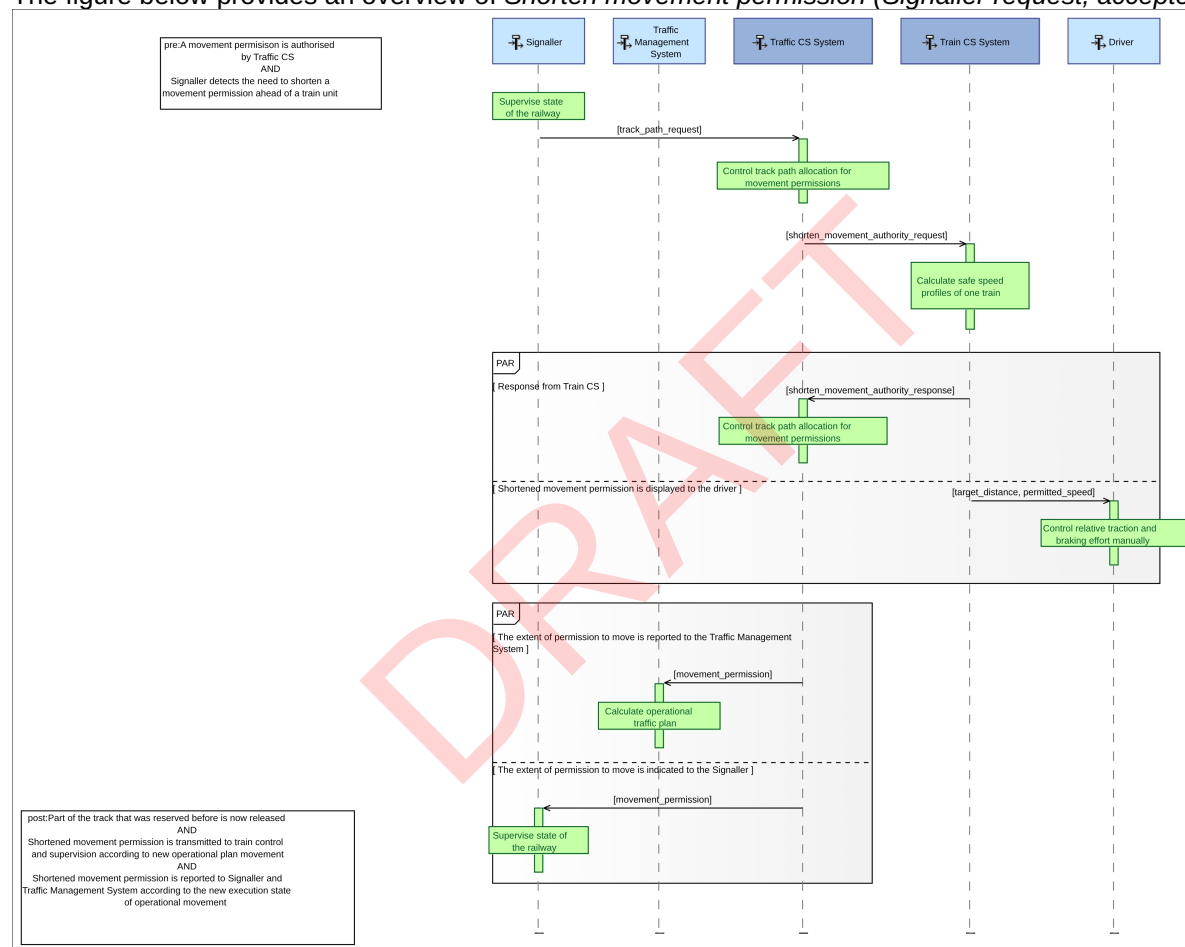 The figure below provides an overview of Shorten movement permission (Signaller request, accepte
pre:A movement permisison is authorised
by Traffic CS
AND
Signaller detects the need to shorten a
movement permission ahead of a train unit
Signaller
Traffic
Management
System
Traffic CS System
Train CS System
Driver
Supervise state
of the railway
[track_path_request]
Control track path allocation for
movement permissions
[shorten_movement_authority_request]
Calculate safe speed
profiles of one train
PAR
[ Response from Train CS ]
[shorten_movement_authority_response]
Control track path allocation for
movement permissions
[ Shortened movement permission is displayed to the driver ]
[target_distance, permitted_speed]
Control relative traction and
braking effort manually
PAR
[ The extent of permission to move is reported to the Traffic Management
System ]
[movement_permission]
Calculate operational
traffic plan
[ The extent of permission to move is indicated to the Signaller ]
[movement_permission]
Supervise state of
the railway
post:Part of the track that was reserved before is now released
AND
Shortened movement permission is transmitted to train control
and supervision according to new operational plan movement
AND
Shortened movement permission is reported to Signaller and
Traffic Management System according to the new execution state
of operational movement
DRAFT